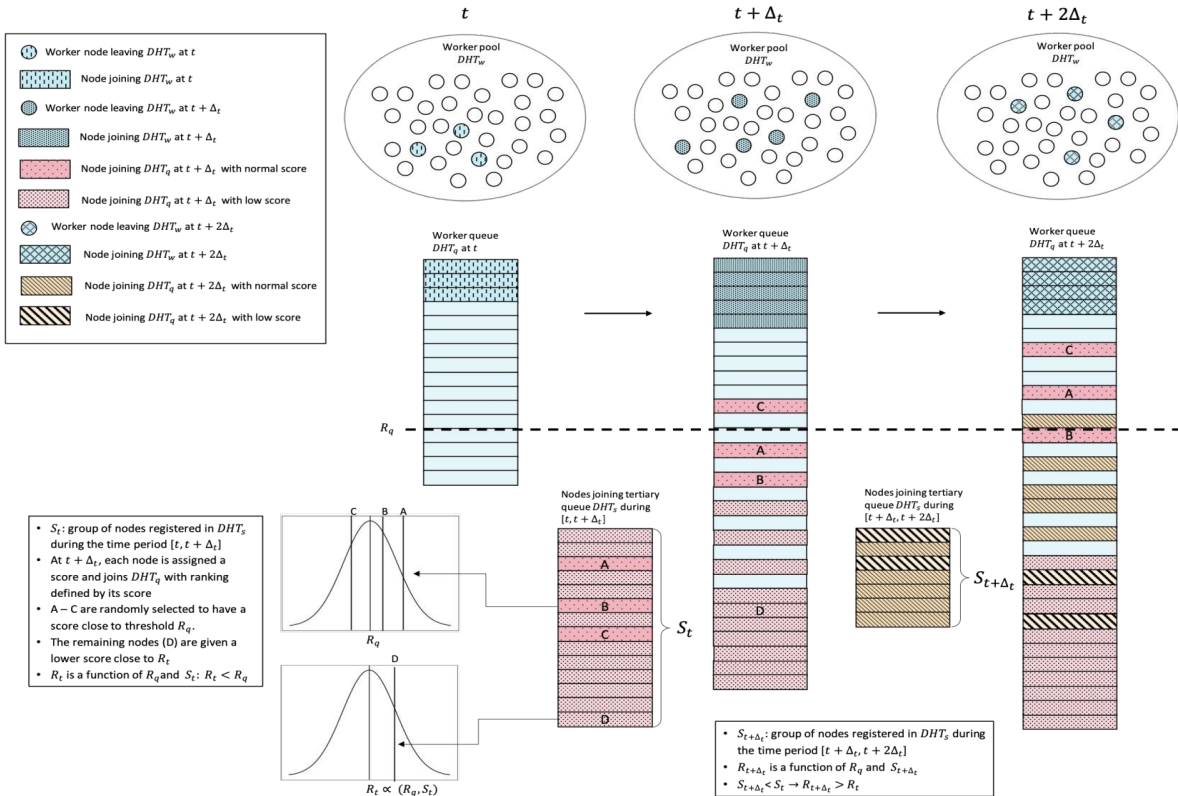 t
t + Δ_t
t + 2Δ_t
Worker node leaving DHT_w at t
Node joining DHT_w at t
Worker node leaving DHT_w at t + Δ_t
Node joining DHT_w at t + Δ_t
Node joining DHT_q at t + Δ_t with normal score
Node joining DHT_q at t + Δ_t with low score
Worker node leaving DHT_w at t + 2Δ_t
Node joining DHT_w at t + 2Δ_t
Node joining DHT_q at t + 2Δ_t with normal score
Node joining DHT_q at t + 2Δ_t with low score
Worker pool
DHT_w
Worker pool
DHT_w
Worker pool
DHT_w
Worker queue
DHT_q at t
Worker queue
DHT_q at t + Δ_t
Worker queue
DHT_q at t + 2Δ_t
R_q
C
A
B
D
C
A
B
Nodes joining tertiary
queue DHT_s during
[t, t + Δ_t]
A
B
C
D
S_t
Nodes joining tertiary
queue DHT_s during
[t + Δ_t, t + 2Δ_t]
S_{t+Δ_t}
C B A
R_q
D
R_t ∝ (R_q, S_t)
• S_t: group of nodes registered in DHT_s
during the time period [t, t + Δ_t]
• At t + Δ_t, each node is assigned a
score and joins DHT_q with ranking
defined by its score
• A − C are randomly selected to have a
score close to threshold R_q.
• The remaining nodes (D) are given a
lower score close to R_t
• R_t is a function of R_q and S_t: R_t < R_q
• S_{t+Δ_t}: group of nodes registered in DHT_s during
the time period [t + Δ_t, t + 2Δ_t]
• R_{t+Δ_t} is a function of R_q and S_{t+Δ_t}
• S_{t+Δ_t} < S_t → R_{t+Δ_t} > R_t